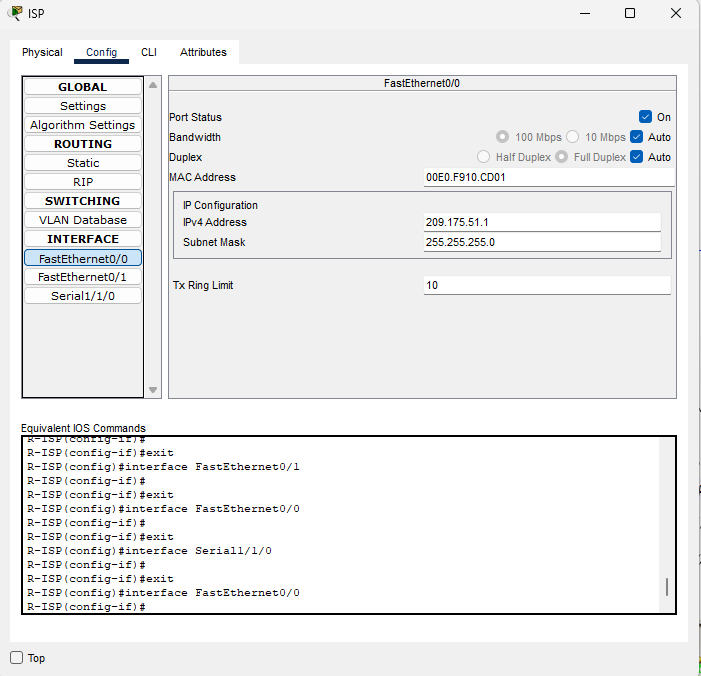 ISP
Physical Config CLI Attributes
GLOBAL
Settings
Algorithm Settings
ROUTING
Static
RIP
SWITCHING
VLAN Database
INTERFACE
FastEthernet0/0
FastEthernet0/1
Serial1/1/0
FastEthernet0/0
Port Status On
Bandwidth 100 Mbps 10 Mbps Auto
Duplex Half Duplex Full Duplex Auto
MAC Address 00E0.F910.CD01
IP Configuration
IPv4 Address 209.175.51.1
Subnet Mask 255.255.255.0
Tx Ring Limit 10
Equivalent IOS Commands
R-ISP(config-if)#
R-ISP(config-if)#exit
R-ISP(config)#interface FastEthernet0/1
R-ISP(config-if)#
R-ISP(config-if)#exit
R-ISP(config)#interface FastEthernet0/0
R-ISP(config-if)#
R-ISP(config-if)#exit
R-ISP(config)#interface Serial1/1/0
R-ISP(config-if)#
R-ISP(config-if)#exit
R-ISP(config)#interface FastEthernet0/0
R-ISP(config-if)#
Top